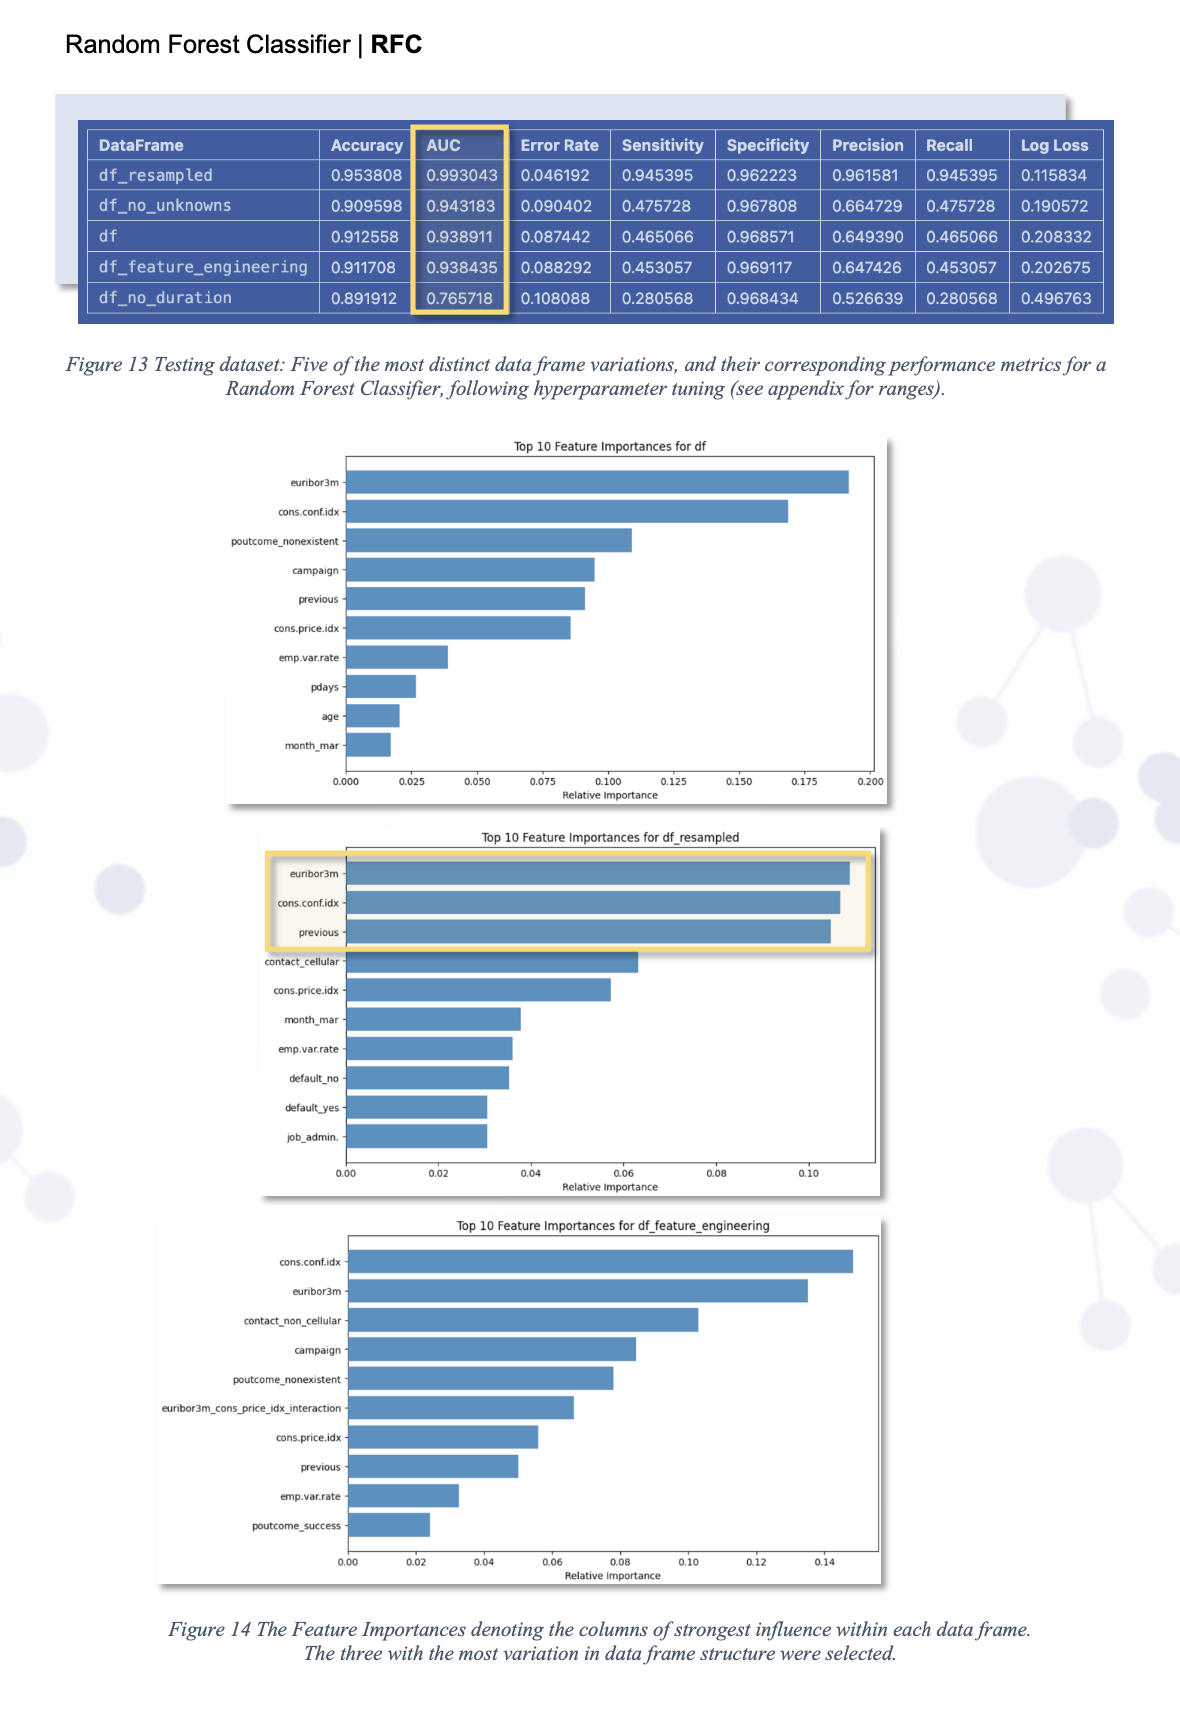 Random Forest Classifier | RFC
DataFrame Accuracy AUC Error Rate Sensitivity Specificity Precision Recall Log Loss
df_resampled 0.953808 0.993043 0.046192 0.945395 0.962223 0.961581 0.945395 0.115834
df_no_unknowns 0.909598 0.943183 0.090402 0.475728 0.967808 0.664729 0.475728 0.190572
df 0.912558 0.938911 0.087442 0.465066 0.968571 0.649390 0.465066 0.208332
df_feature_engineering 0.911708 0.938435 0.088292 0.453057 0.969117 0.647426 0.453057 0.202675
df_no_duration 0.891912 0.765718 0.108088 0.280568 0.968434 0.526639 0.280568 0.496763
Figure 13 Testing dataset: Five of the most distinct data frame variations, and their corresponding performance metrics for a
Random Forest Classifier, following hyperparameter tuning (see appendix for ranges).
Top 10 Feature Importances for df
euribor3m
cons.conf.idx
poutcome_nonexistent
campaign
previous
cons.price.idx
emp.var.rate
pdays
age
month_mar
0.000 0.025 0.050 0.075 0.100 0.125 0.150 0.175 0.200
Relative Importance
Top 10 Feature Importances for df_resampled
euribor3m
cons.conf.idx
previous
contact_cellular
cons.price.idx
month_mar
emp.var.rate
default_no
default_yes
job_admin.
0.00 0.02 0.04 0.06 0.08 0.10
Relative Importance
Top 10 Feature Importances for df_feature_engineering
cons.conf.idx
euribor3m
contact_non_cellular
campaign
poutcome_nonexistent
euribor3m_cons_price_idx_interaction
cons.price.idx
previous
emp.var.rate
poutcome_success
0.00 0.02 0.04 0.06 0.08 0.10 0.12 0.14
Relative Importance
Figure 14 The Feature Importances denoting the columns of strongest influence within each data frame.
The three with the most variation in data frame structure were selected.